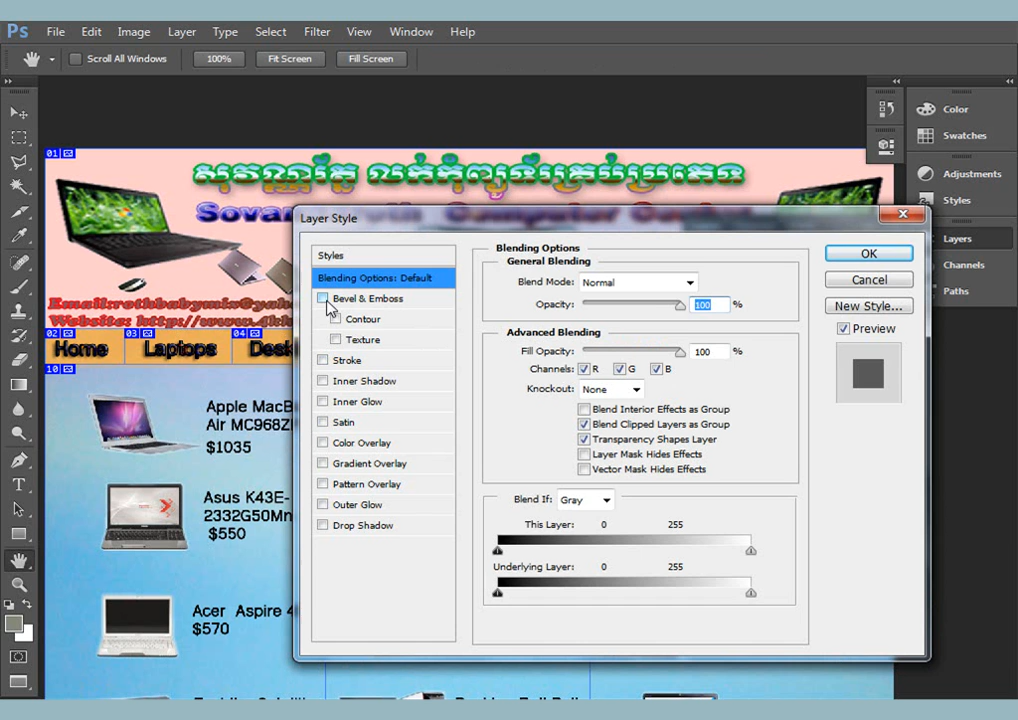 Ps File Edit Image Layer Type Select Filter View Window Help
Scroll All Windows 100% Fit Screen Fill Screen
Color
Swatches
Adjustments
Styles
Layers
Channels
Paths
01
02 03 04
Home Laptops Desk
10
Apple MacB
Air MC968Z
$1035
Asus K43E-
2332G50Mn
$550
Acer Aspire 4
$570
Layer Style
Styles
Blending Options: Default
Bevel & Emboss
Contour
Texture
Stroke
Inner Shadow
Inner Glow
Satin
Color Overlay
Gradient Overlay
Pattern Overlay
Outer Glow
Drop Shadow
Blending Options
General Blending
Blend Mode: Normal
Opacity: 100 %
Advanced Blending
Fill Opacity: 100 %
Channels: R G B
Knockout: None
Blend Interior Effects as Group
Blend Clipped Layers as Group
Transparency Shapes Layer
Layer Mask Hides Effects
Vector Mask Hides Effects
Blend If: Gray
This Layer: 0 255
Underlying Layer: 0 255
OK
Cancel
New Style...
Preview